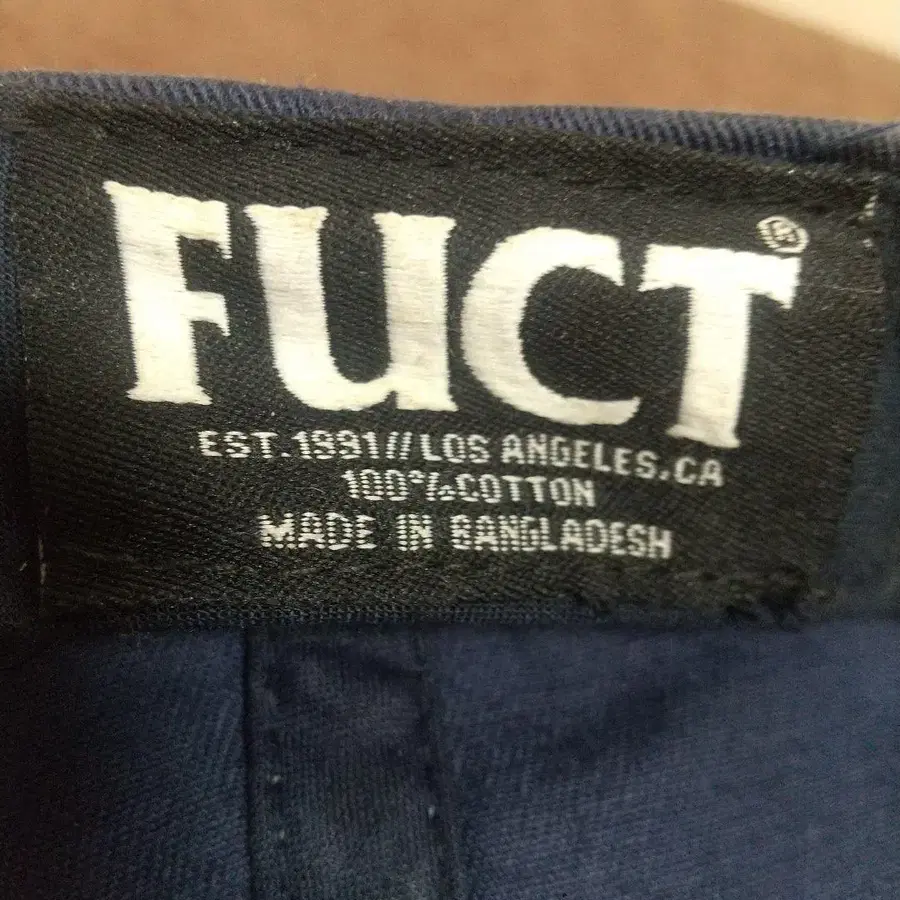 FUCT®
EST.1991//LOS ANGELES,CA
100%COTTON
MADE IN BANGLADESH